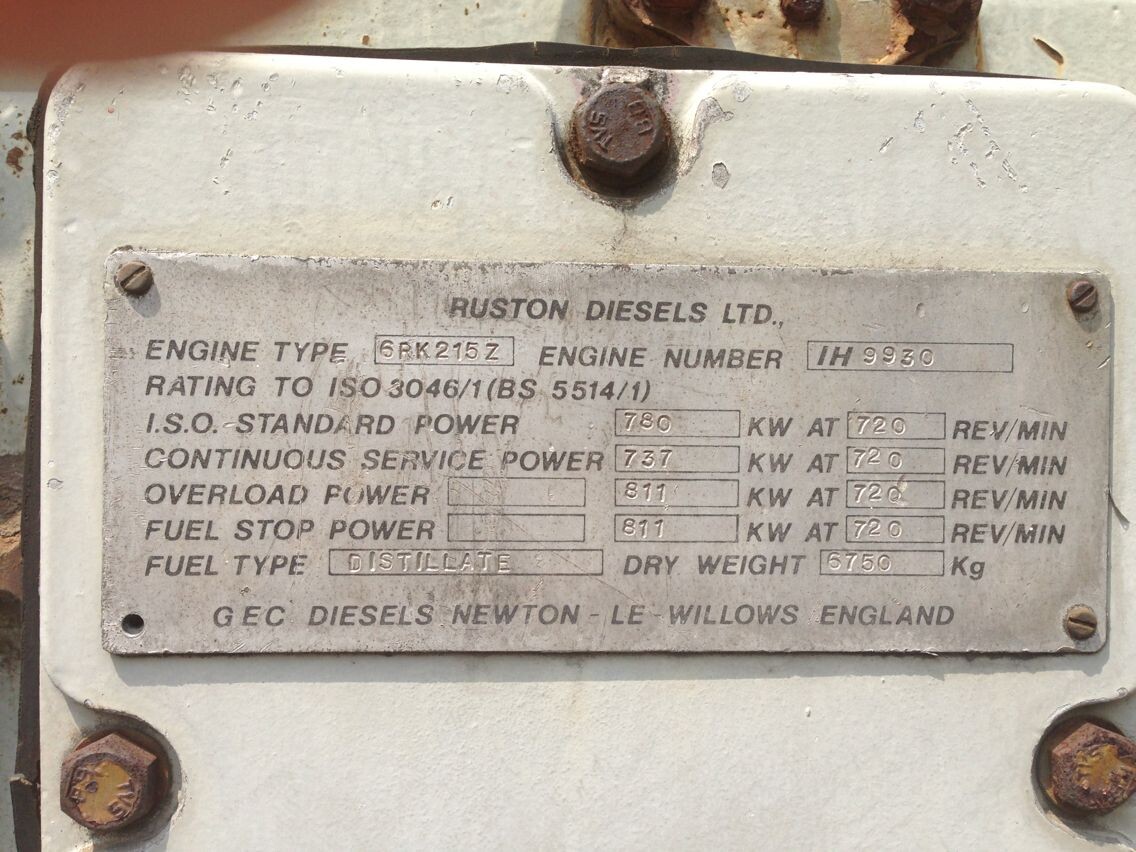 RUSTON DIESELS LTD.,
ENGINE TYPE 6RK215Z ENGINE NUMBER IH 9930
RATING TO ISO 3046/1 (BS 5514/1)
I.S.O. STANDARD POWER 780 KW AT 720 REV/MIN
CONTINUOUS SERVICE POWER 737 KW AT 720 REV/MIN
OVERLOAD POWER 811 KW AT 720 REV/MIN
FUEL STOP POWER 811 KW AT 720 REV/MIN
FUEL TYPE DISTILLATE DRY WEIGHT 6750 Kg
GEC DIESELS NEWTON - LE - WILLOWS ENGLAND